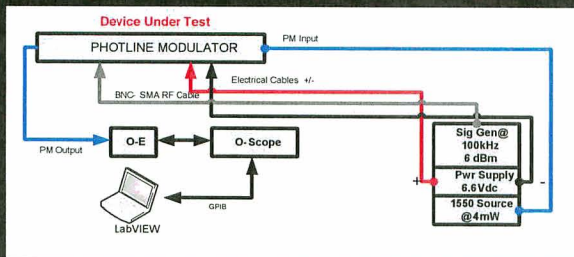 Device Under Test
PHOTLINE MODULATOR
PM Input
Electrical Cables +/-
BNC- SMA RF Cable
Sig Gen@
100kHz
6 dBm
O-E
O-Scope
PM Output
+
Pwr Supply
6.6Vdc
-
1550 Source
@4mW
GPIB
LabVIEW